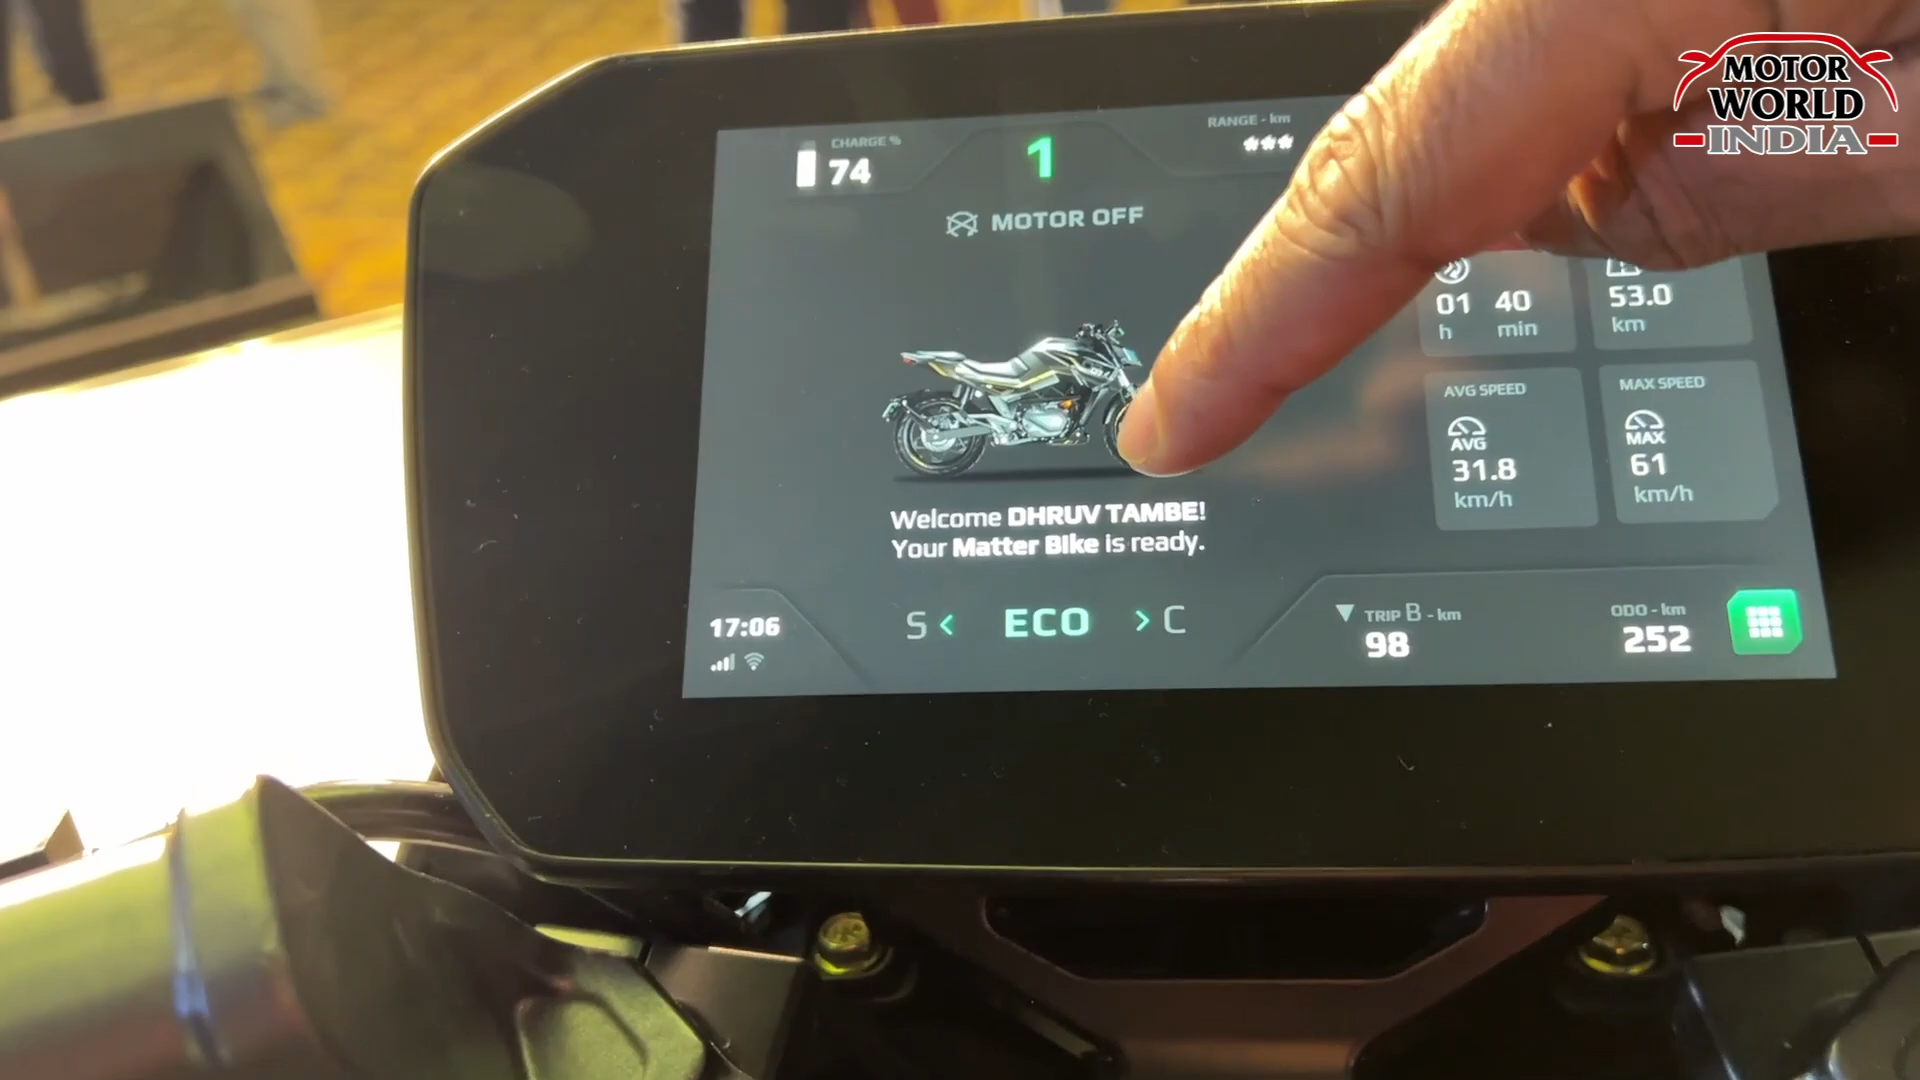 MOTOR
WORLD
INDIA
CHARGE %
74
1
RANGE - km
***
MOTOR OFF
01 40
h min
53.0
km
AVG SPEED
AVG
31.8
km/h
MAX SPEED
MAX
61
km/h
Welcome DHRUV TAMBE!
Your Matter Bike is ready.
17:06
S < ECO > C
TRIP B - km
98
ODO - km
252